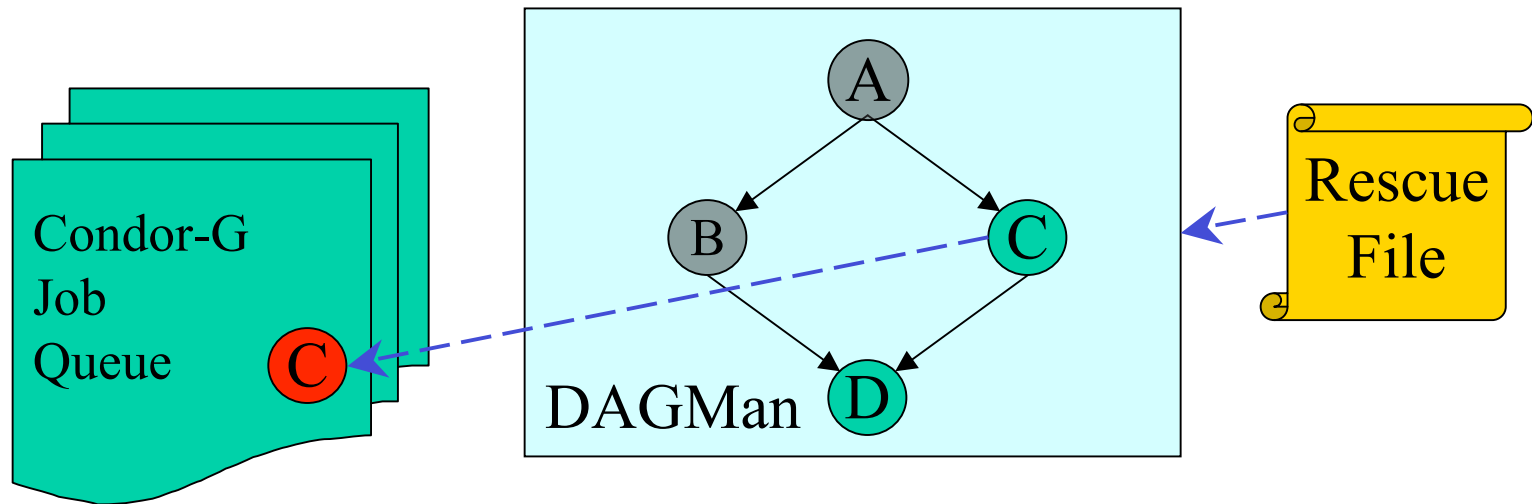 A
Rescue
File
B
C
Condor-G
Job
Queue
C
D
DAGMan